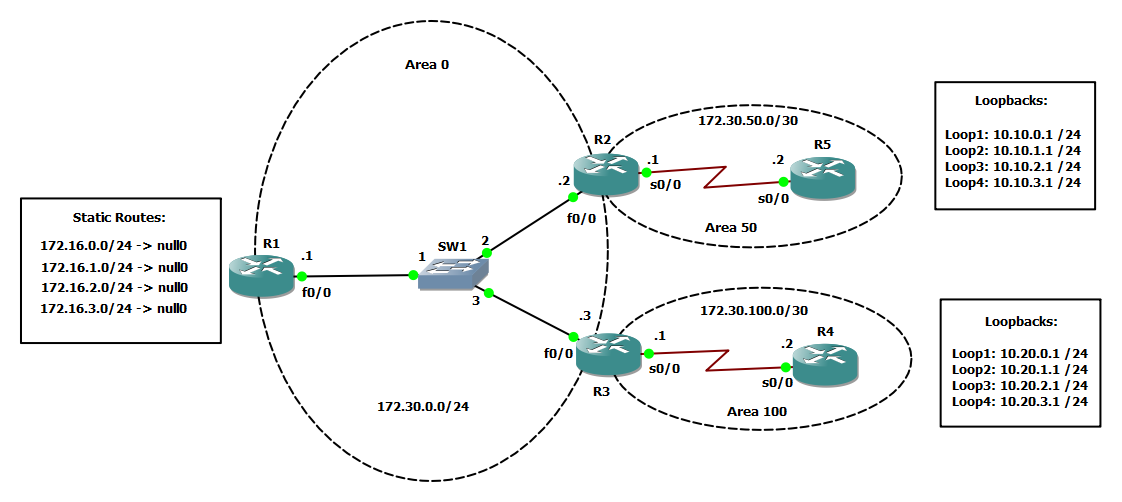 Area 0
Static Routes:
172.16.0.0/24 -> null0
172.16.1.0/24 -> null0
172.16.2.0/24 -> null0
172.16.3.0/24 -> null0
R1
.1
f0/0
1
SW1
2
3
172.30.0.0/24
R2
.2
f0/0
.1
s0/0
172.30.50.0/30
R5
.2
s0/0
Area 50
Loopbacks:
Loop1: 10.10.0.1 /24
Loop2: 10.10.1.1 /24
Loop3: 10.10.2.1 /24
Loop4: 10.10.3.1 /24
.3
f0/0
R3
.1
s0/0
172.30.100.0/30
R4
.2
s0/0
Area 100
Loopbacks:
Loop1: 10.20.0.1 /24
Loop2: 10.20.1.1 /24
Loop3: 10.20.2.1 /24
Loop4: 10.20.3.1 /24